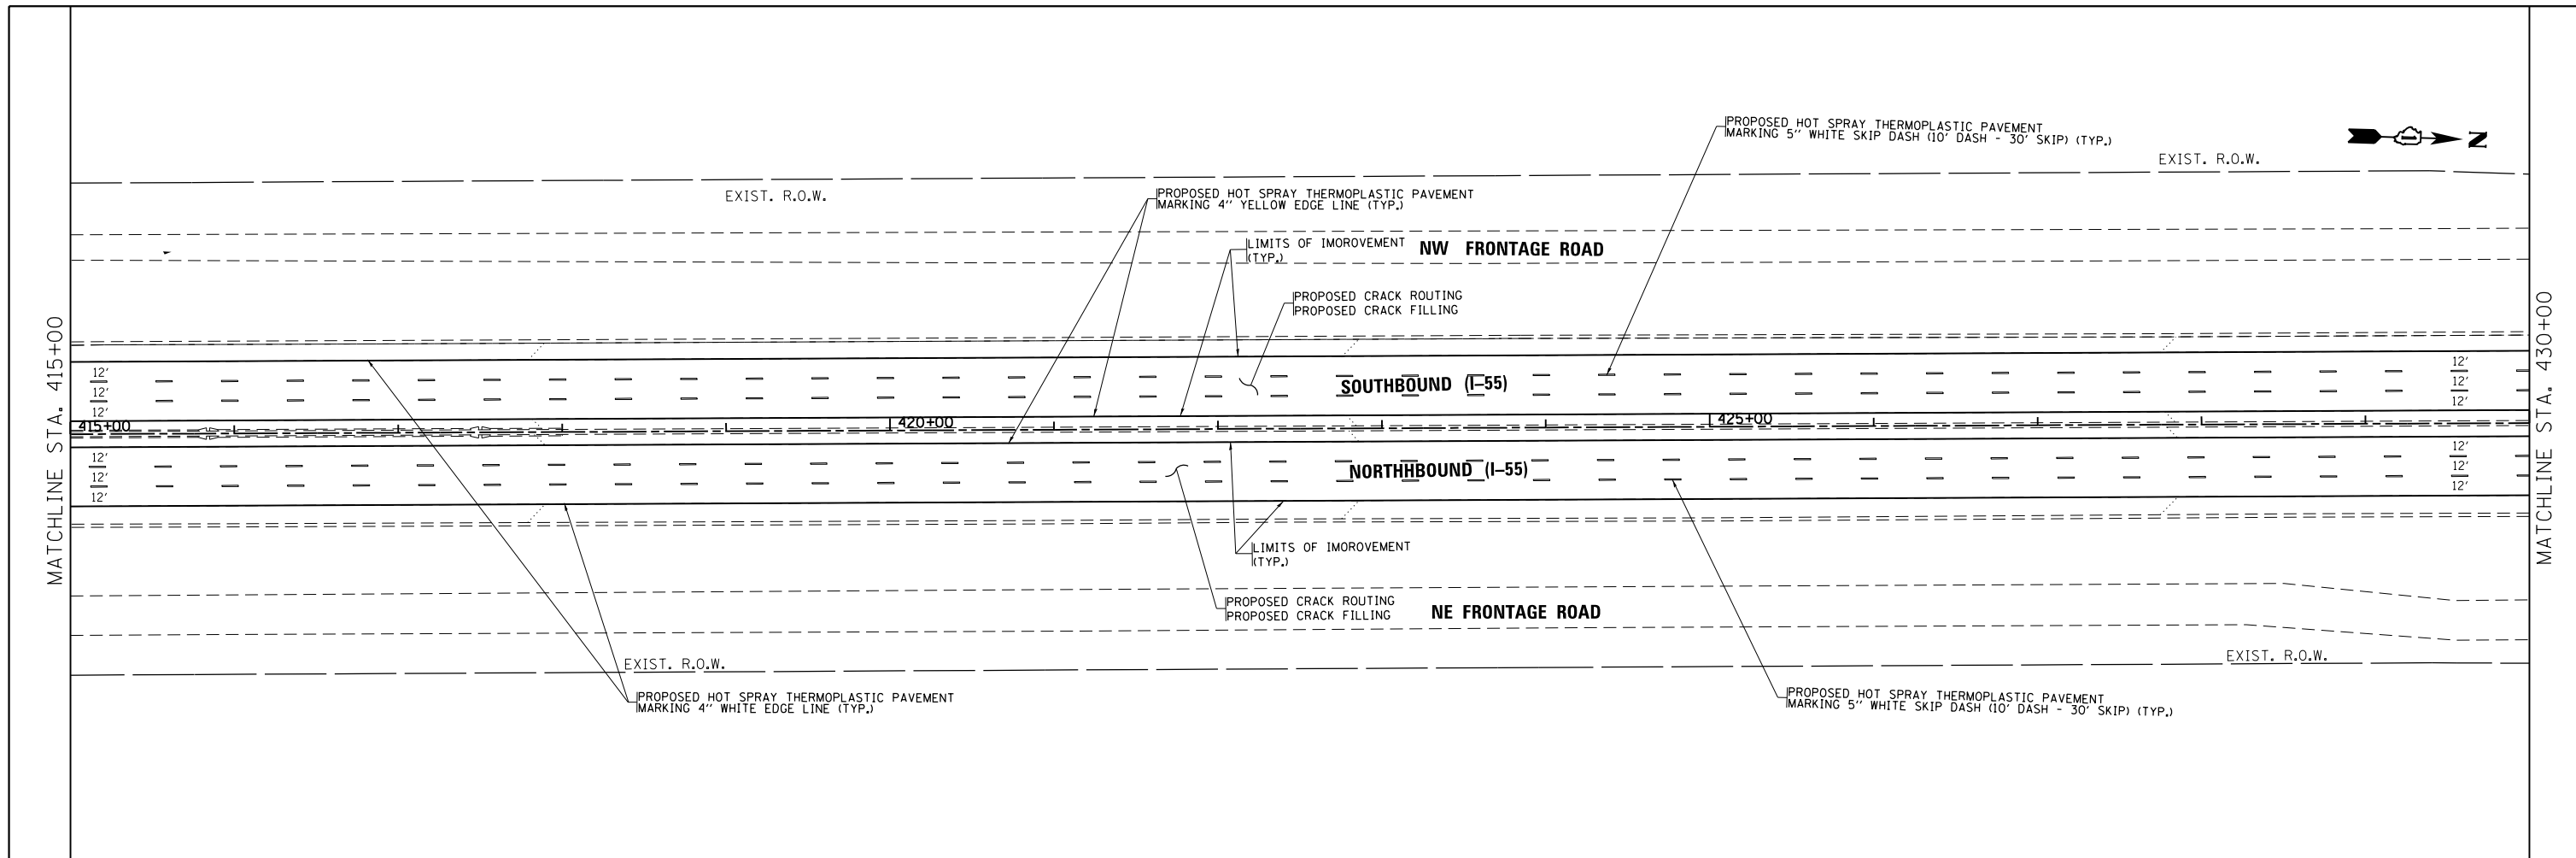 PROPOSED HOT SPRAY THERMOPLASTIC PAVEMENT
MARKING 5" WHITE SKIP DASH (10' DASH - 30' SKIP) (TYP.)
N
EXIST. R.O.W.
EXIST. R.O.W.
PROPOSED HOT SPRAY THERMOPLASTIC PAVEMENT
MARKING 4" YELLOW EDGE LINE (TYP.)
LIMITS OF IMOROVEMENT
(TYP.)
NW FRONTAGE ROAD
PROPOSED CRACK ROUTING
PROPOSED CRACK FILLING
MATCHLINE STA. 415+00
MATCHLINE STA. 430+00
12'
12'
12'
SOUTHBOUND (I-55)
12'
12'
12'
415+00
420+00
425+00
12'
12'
12'
NORTHHBOUND (I-55)
12'
12'
12'
LIMITS OF IMOROVEMENT
(TYP.)
PROPOSED CRACK ROUTING
PROPOSED CRACK FILLING
NE FRONTAGE ROAD
EXIST. R.O.W.
EXIST. R.O.W.
PROPOSED HOT SPRAY THERMOPLASTIC PAVEMENT
MARKING 4" WHITE EDGE LINE (TYP.)
PROPOSED HOT SPRAY THERMOPLASTIC PAVEMENT
MARKING 5" WHITE SKIP DASH (10' DASH - 30' SKIP) (TYP.)